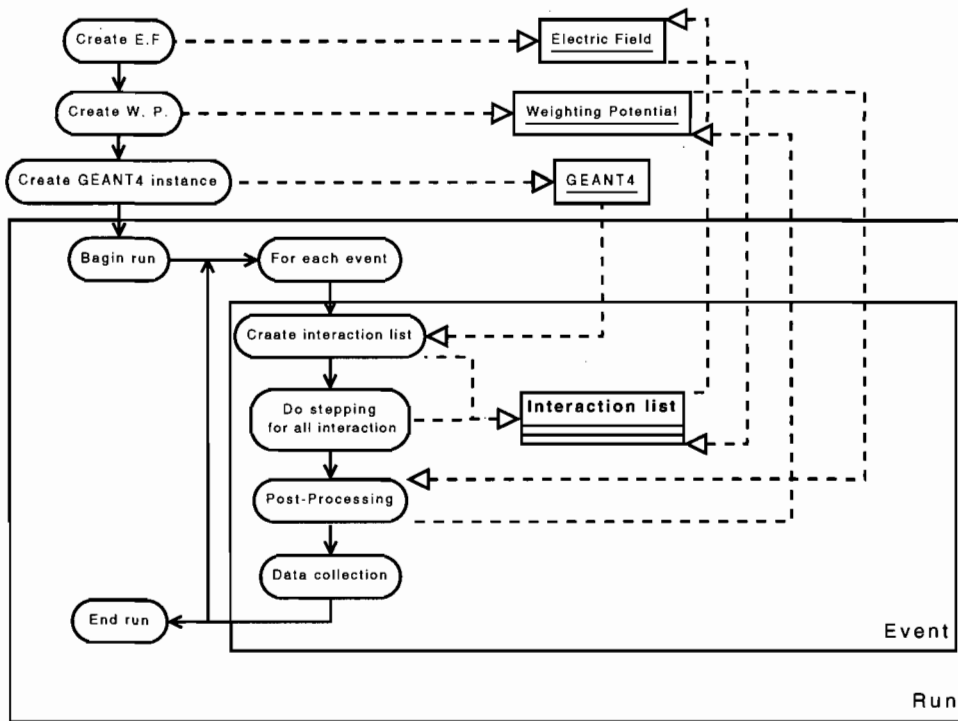 Create E.F
Electric Field
Create W. P.
Weighting Potential
Create GEANT4 instance
GEANT4
Bagin run
For each event
Craate interaction list
Do stepping
for all interaction
Interaction list
Post-Processing
Data collection
End run
Event
Run